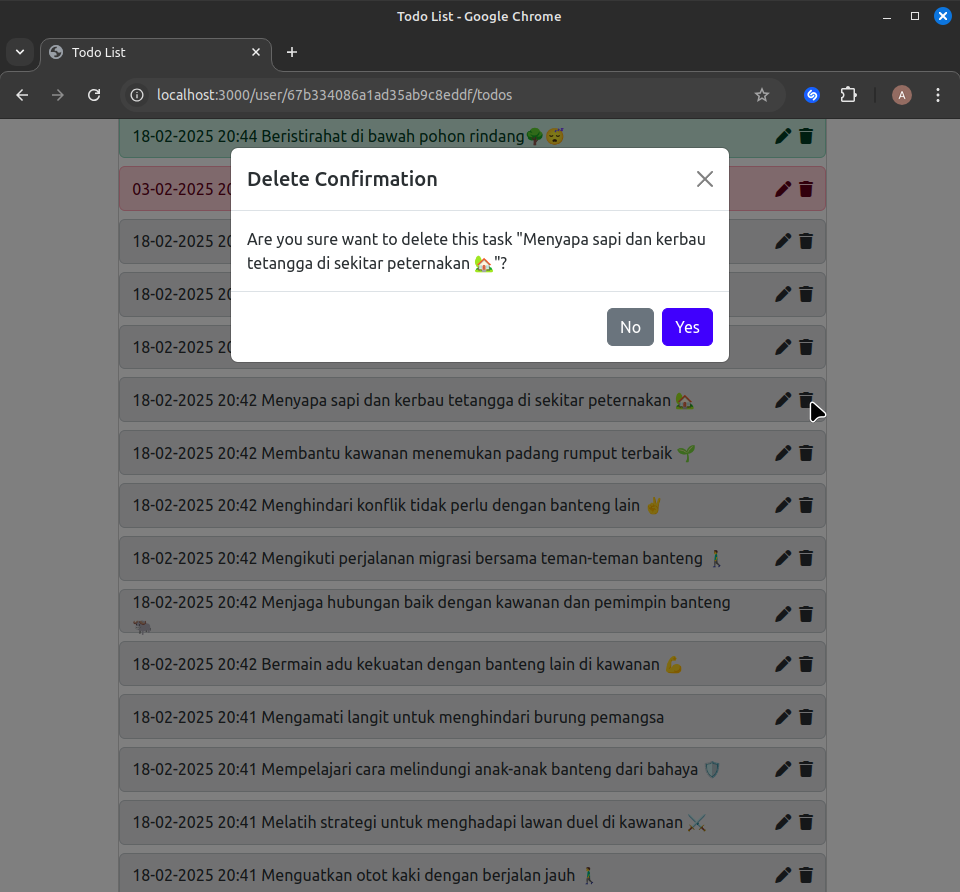 Todo List - Google Chrome
Todo List
localhost:3000/user/67b334086a1ad35ab9c8eddf/todos
A
18-02-2025 20:44 Beristirahat di bawah pohon rindang🌳😴
Delete Confirmation
Are you sure want to delete this task "Menyapa sapi dan kerbau
tetangga di sekitar peternakan 🏡"?
No Yes
03-02-2025
18-02-2025
18-02-2025
18-02-2025
18-02-2025 20:42 Menyapa sapi dan kerbau tetangga di sekitar peternakan 🏡
18-02-2025 20:42 Membantu kawanan menemukan padang rumput terbaik 🌱
18-02-2025 20:42 Menghindari konflik tidak perlu dengan banteng lain ✌️
18-02-2025 20:42 Mengikuti perjalanan migrasi bersama teman-teman banteng 🚶‍♂️
18-02-2025 20:42 Menjaga hubungan baik dengan kawanan dan pemimpin banteng
🐃
18-02-2025 20:42 Bermain adu kekuatan dengan banteng lain di kawanan 💪
18-02-2025 20:41 Mengamati langit untuk menghindari burung pemangsa
18-02-2025 20:41 Mempelajari cara melindungi anak-anak banteng dari bahaya 🛡️
18-02-2025 20:41 Melatih strategi untuk menghadapi lawan duel di kawanan ⚔️
18-02-2025 20:41 Menguatkan otot kaki dengan berjalan jauh 🚶‍♂️